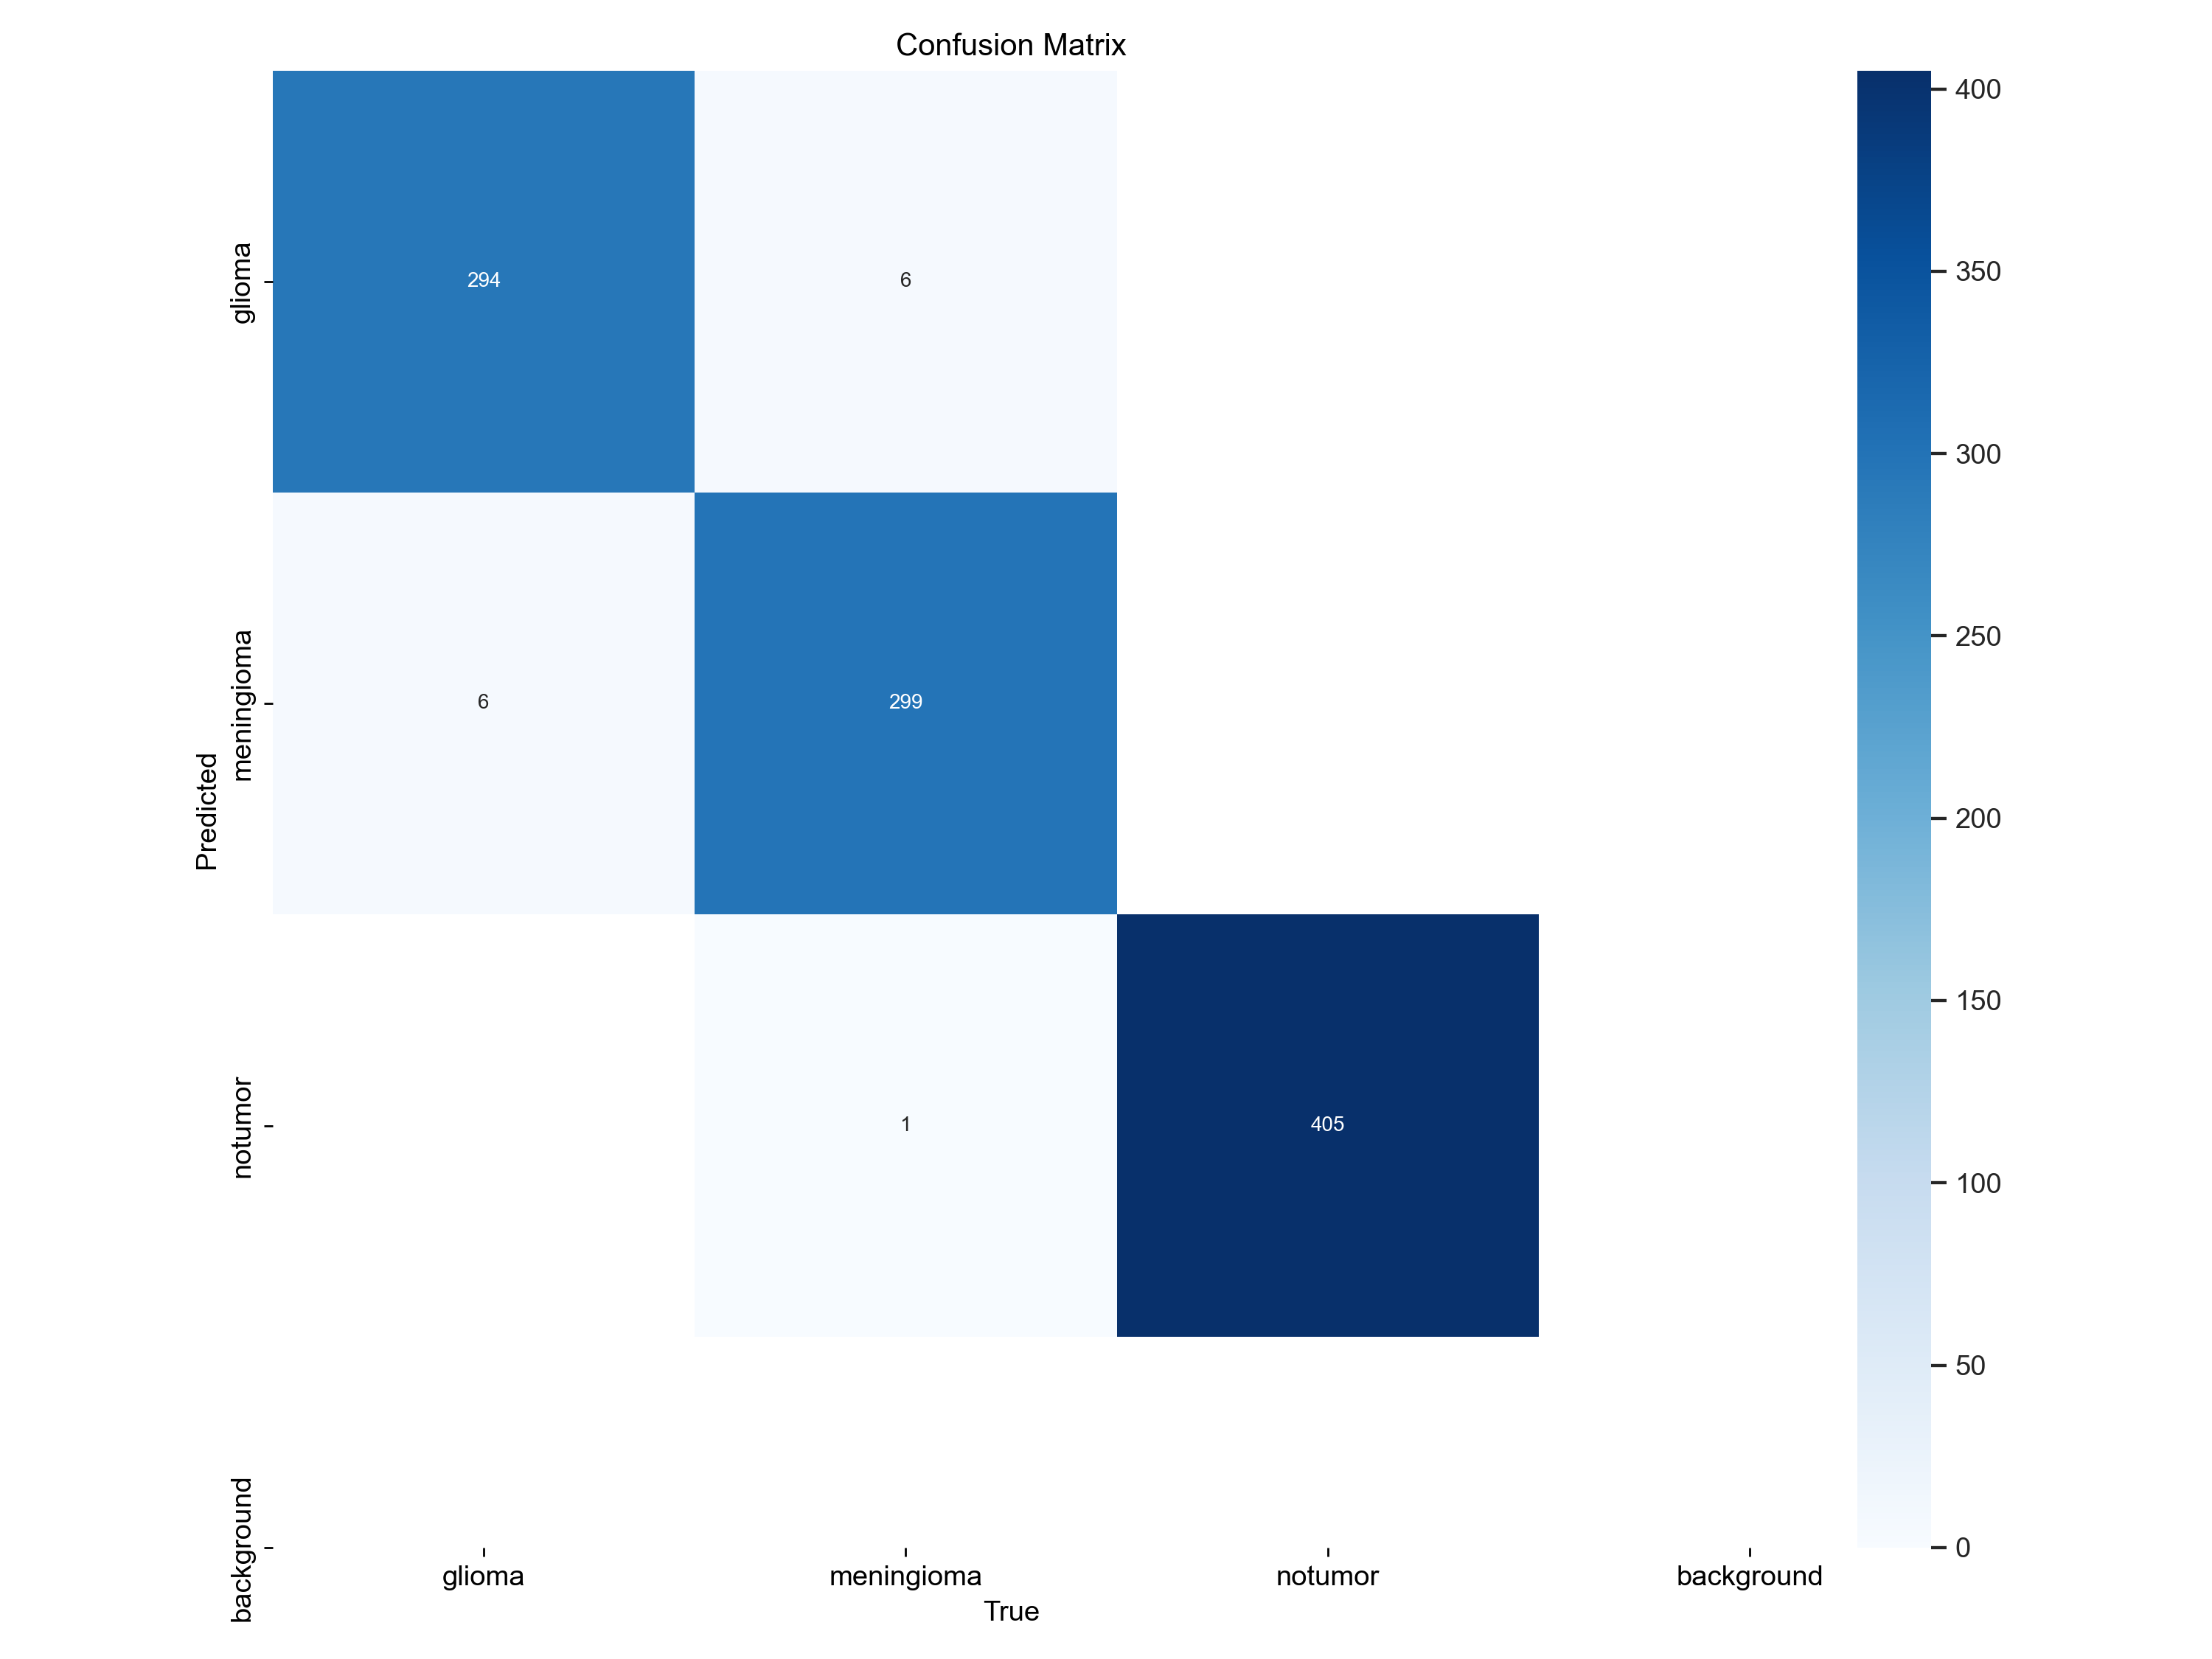 Confusion Matrix
400
350
300
250
200
150
100
50
0
Predicted
glioma
294
6
meningioma
6
299
notumor
1
405
background
glioma
meningioma
notumor
background
True